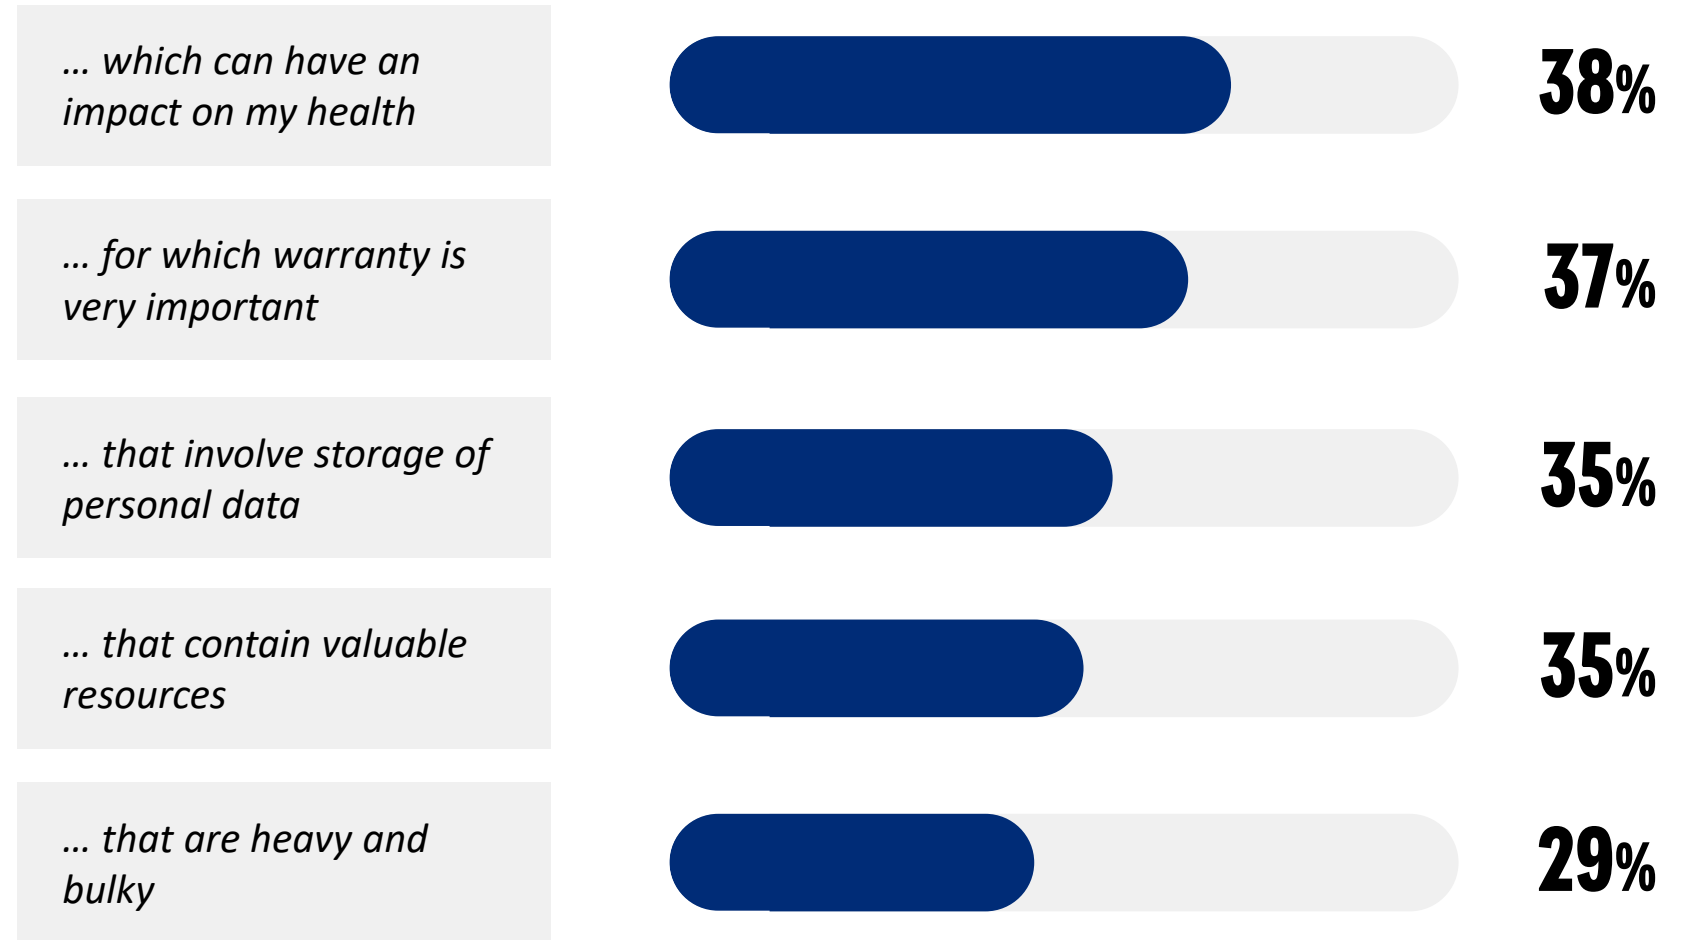 ... which can have an
impact on my health
38%
... for which warranty is
very important
37%
... that involve storage of
personal data
35%
... that contain valuable
resources
35%
... that are heavy and
bulky
29%